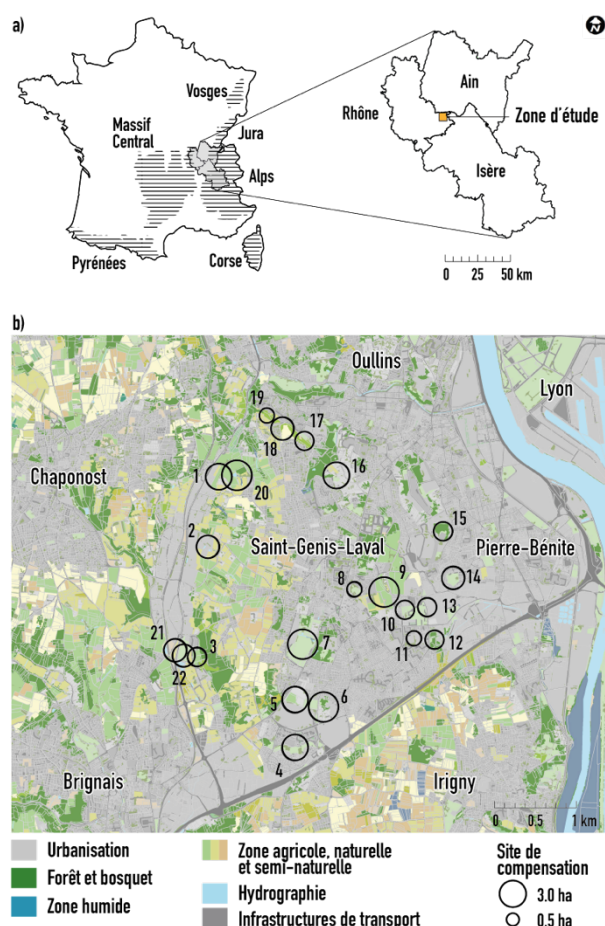 a)
N
Vosges
Jura
Massif
Central
Alps
Pyrénées
Corse
Ain
Rhône
Zone d'étude
Isère
0 25 50 km
b)
Oullins
Lyon
19
17
18
Chaponost
1
20
16
15
2
Saint-Genis-Laval
Pierre-Bénite
8
9
14
10
13
21
3
22
7
11
12
5
6
4
Brignais
Irigny
0 0.5 1 km
Urbanisation
Forêt et bosquet
Zone humide
Zone agricole, naturelle
et semi-naturelle
Hydrographie
Infrastructures de transport
Site de
compensation
3.0 ha
0.5 ha